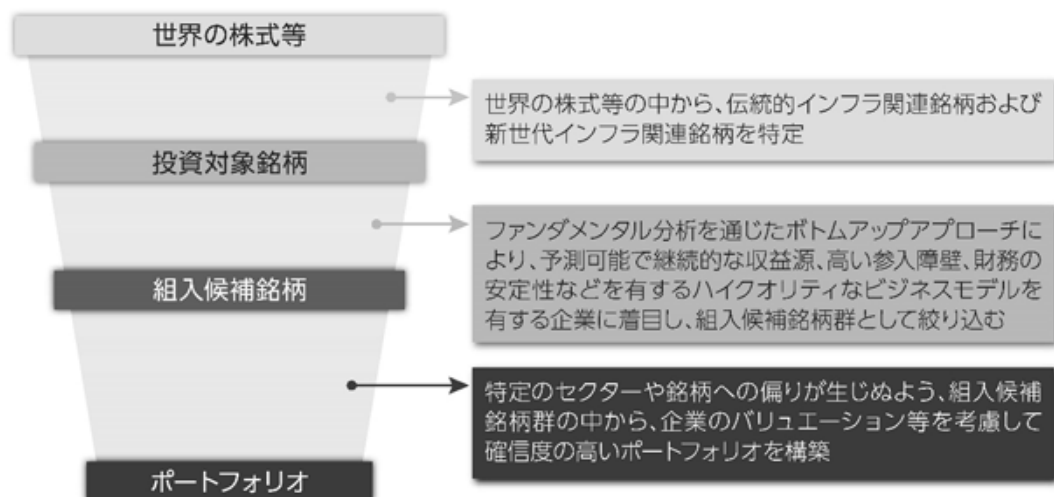 世界の株式等
世界の株式等の中から、伝統的インフラ関連銘柄および
新世代インフラ関連銘柄を特定
投資対象銘柄
ファンダメンタル分析を通じたボトムアップアプローチに
より、予測可能で継続的な収益源、高い参入障壁、財務の
安定性などを有するハイクオリティなビジネスモデルを
有する企業に着目し、組入候補銘柄群として絞り込む
組入候補銘柄
特定のセクターや銘柄への偏りが生じぬよう、組入候補
銘柄群の中から、企業のバリュエーション等を考慮して
確信度の高いポートフォリオを構築
ポートフォリオ